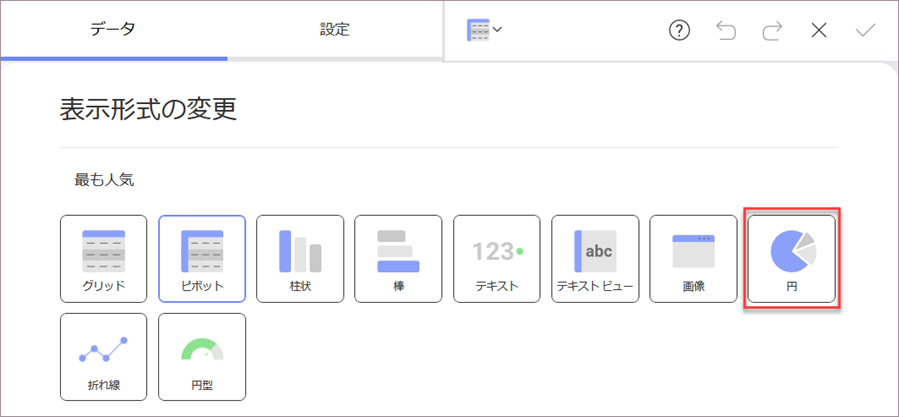 データ 設定
表示形式の変更
最も人気
グリッド ピボット 柱状 棒 123 テキスト abc テキスト ビュー 画像 円
折れ線 円型